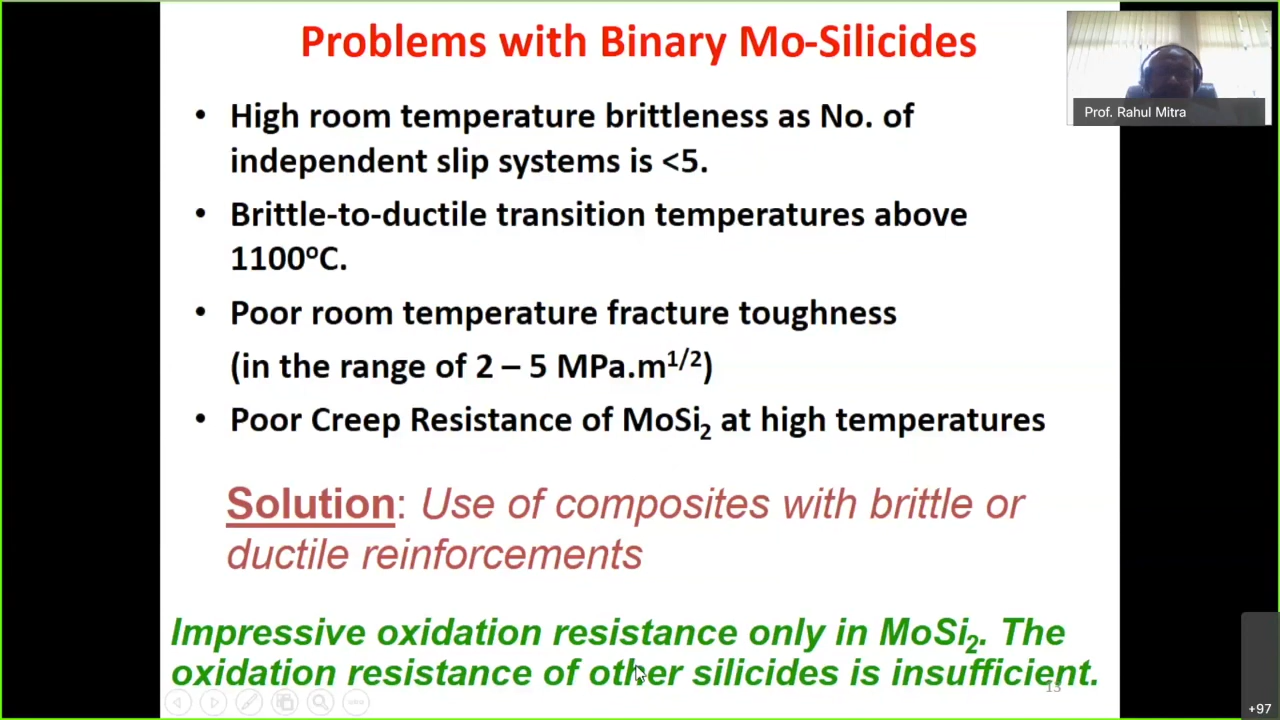 Problems with Binary Mo-Silicides
Prof. Rahul Mitra
• High room temperature brittleness as No. of
independent slip systems is <5.
• Brittle-to-ductile transition temperatures above
1100°C.
• Poor room temperature fracture toughness
(in the range of 2 – 5 MPa.m^1/2)
• Poor Creep Resistance of MoSi₂ at high temperatures
Solution: Use of composites with brittle or
ductile reinforcements
Impressive oxidation resistance only in MoSi₂. The
oxidation resistance of other silicides is insufficient.
13
+97